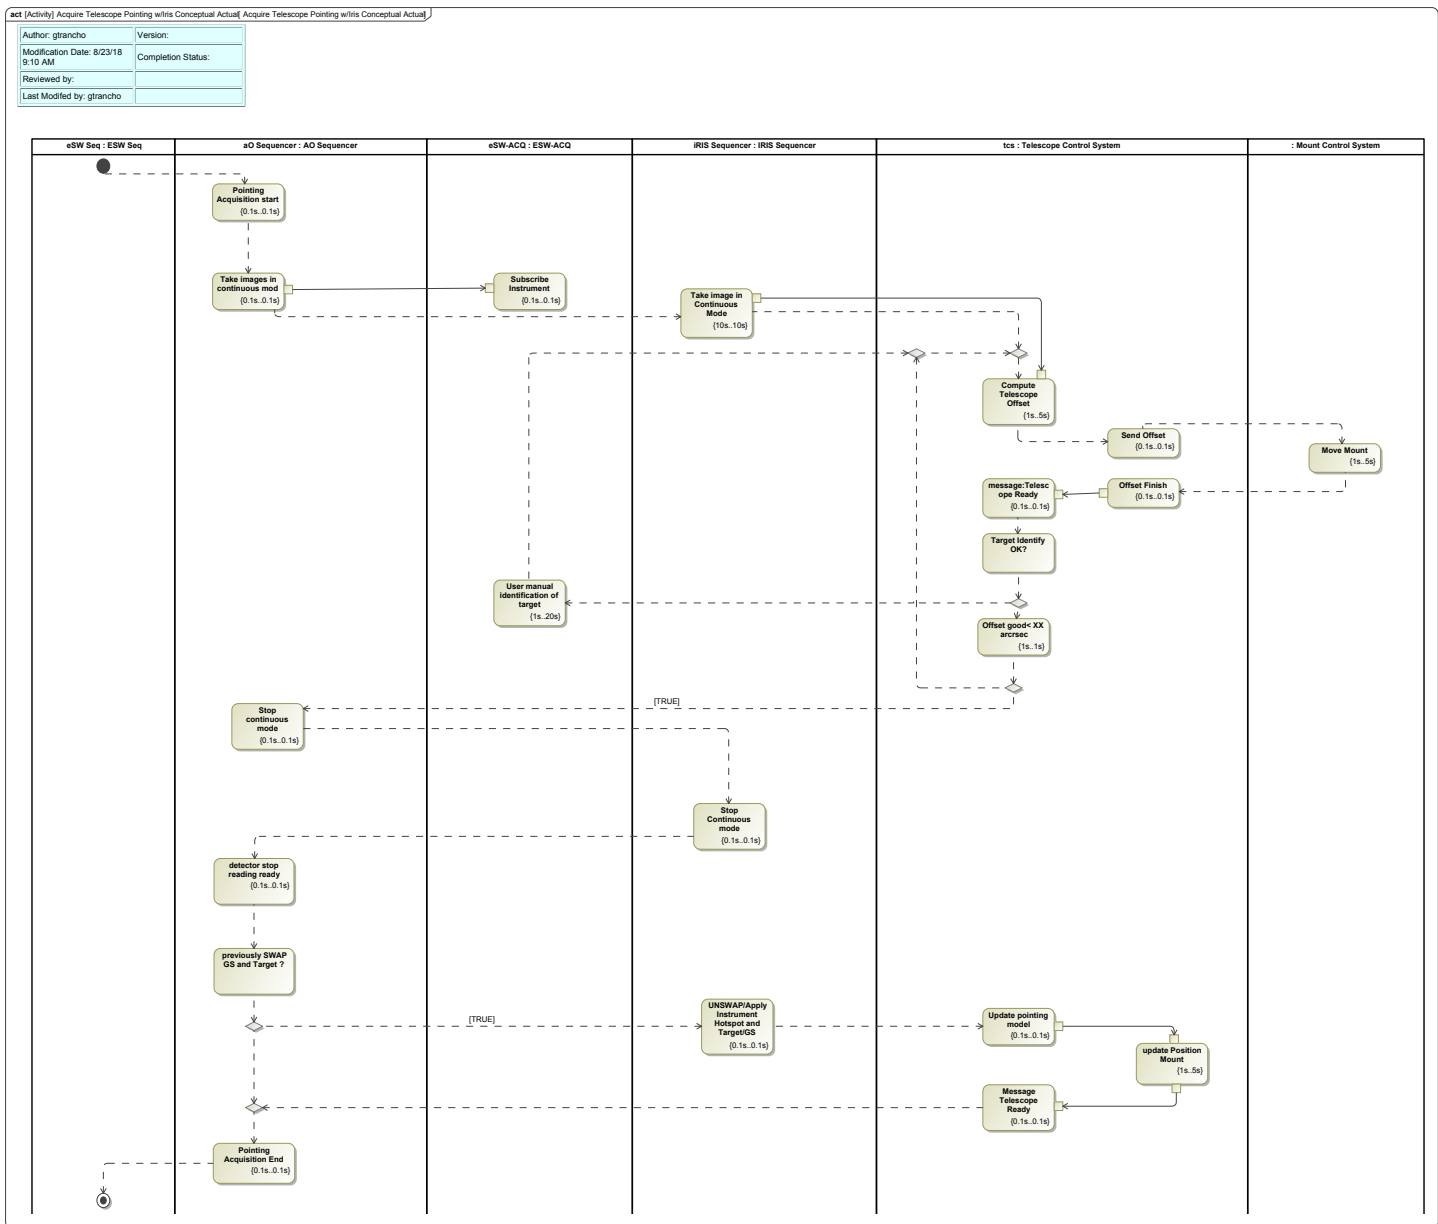 act [Activity] Acquire Telescope Pointing w/Iris Conceptual Actual[ Acquire Telescope Pointing w/Iris Conceptual Actual]
Author: gtrancho
Version:
Modification Date: 8/23/18
9:10 AM
Completion Status:
Reviewed by:
Last Modifed by: gtrancho
eSW Seq : ESW Seq
aO Sequencer : AO Sequencer
eSW-ACQ : ESW-ACQ
iRIS Sequencer : IRIS Sequencer
tcs : Telescope Control System
: Mount Control System
Pointing
Acquisition start
{0.1s..0.1s}
Take images in
continuous mod
{0.1s..0.1s}
Subscribe
Instrument
{0.1s..0.1s}
Take image in
Continuous
Mode
{10s..10s}
Compute
Telescope
Offset
{1s..5s}
Send Offset
{0.1s..0.1s}
Move Mount
{1s..5s}
Offset Finish
{0.1s..0.1s}
message:Telesc
ope Ready
{0.1s..0.1s}
Target Identify
OK?
User manual
identification of
target
{1s..20s}
Offset good< XX
arcrsec
{1s..1s}
[TRUE]
Stop
continuous
mode
{0.1s..0.1s}
Stop
Continuous
mode
{0.1s..0.1s}
detector stop
reading ready
{0.1s..0.1s}
previously SWAP
GS and Target ?
[TRUE]
UNSWAP/Apply
Instrument
Hotspot and
Target/GS
{0.1s..0.1s}
Update pointing
model
{0.1s..0.1s}
update Position
Mount
{1s..5s}
Message
Telescope
Ready
{0.1s..0.1s}
Pointing
Acquisition End
{0.1s..0.1s}